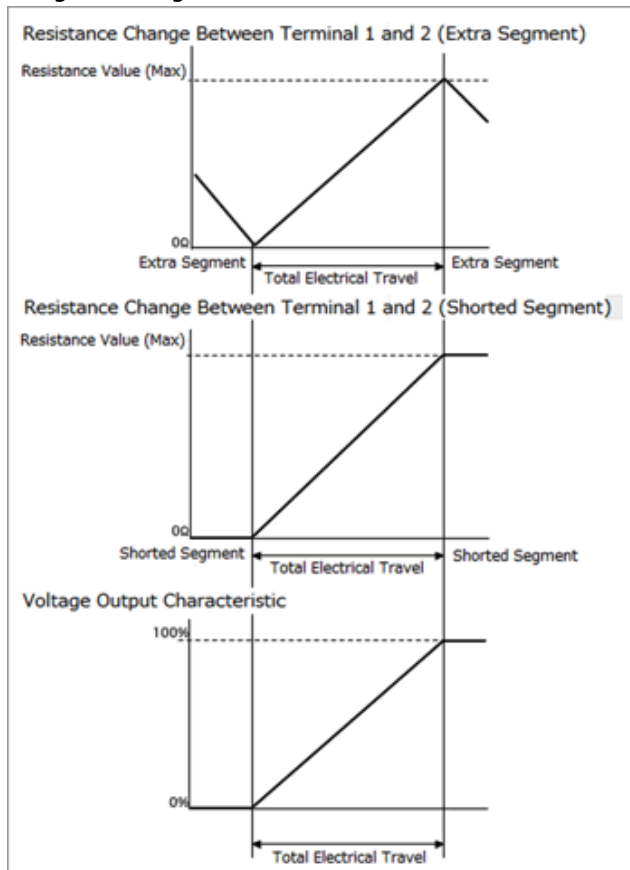 Resistance Change Between Terminal 1 and 2 (Extra Segment)
Resistance Value (Max)
0Ω
Extra Segment
Total Electrical Travel
Extra Segment
Resistance Change Between Terminal 1 and 2 (Shorted Segment)
Resistance Value (Max)
0Ω
Shorted Segment
Total Electrical Travel
Shorted Segment
Voltage Output Characteristic
100%
0%
Total Electrical Travel